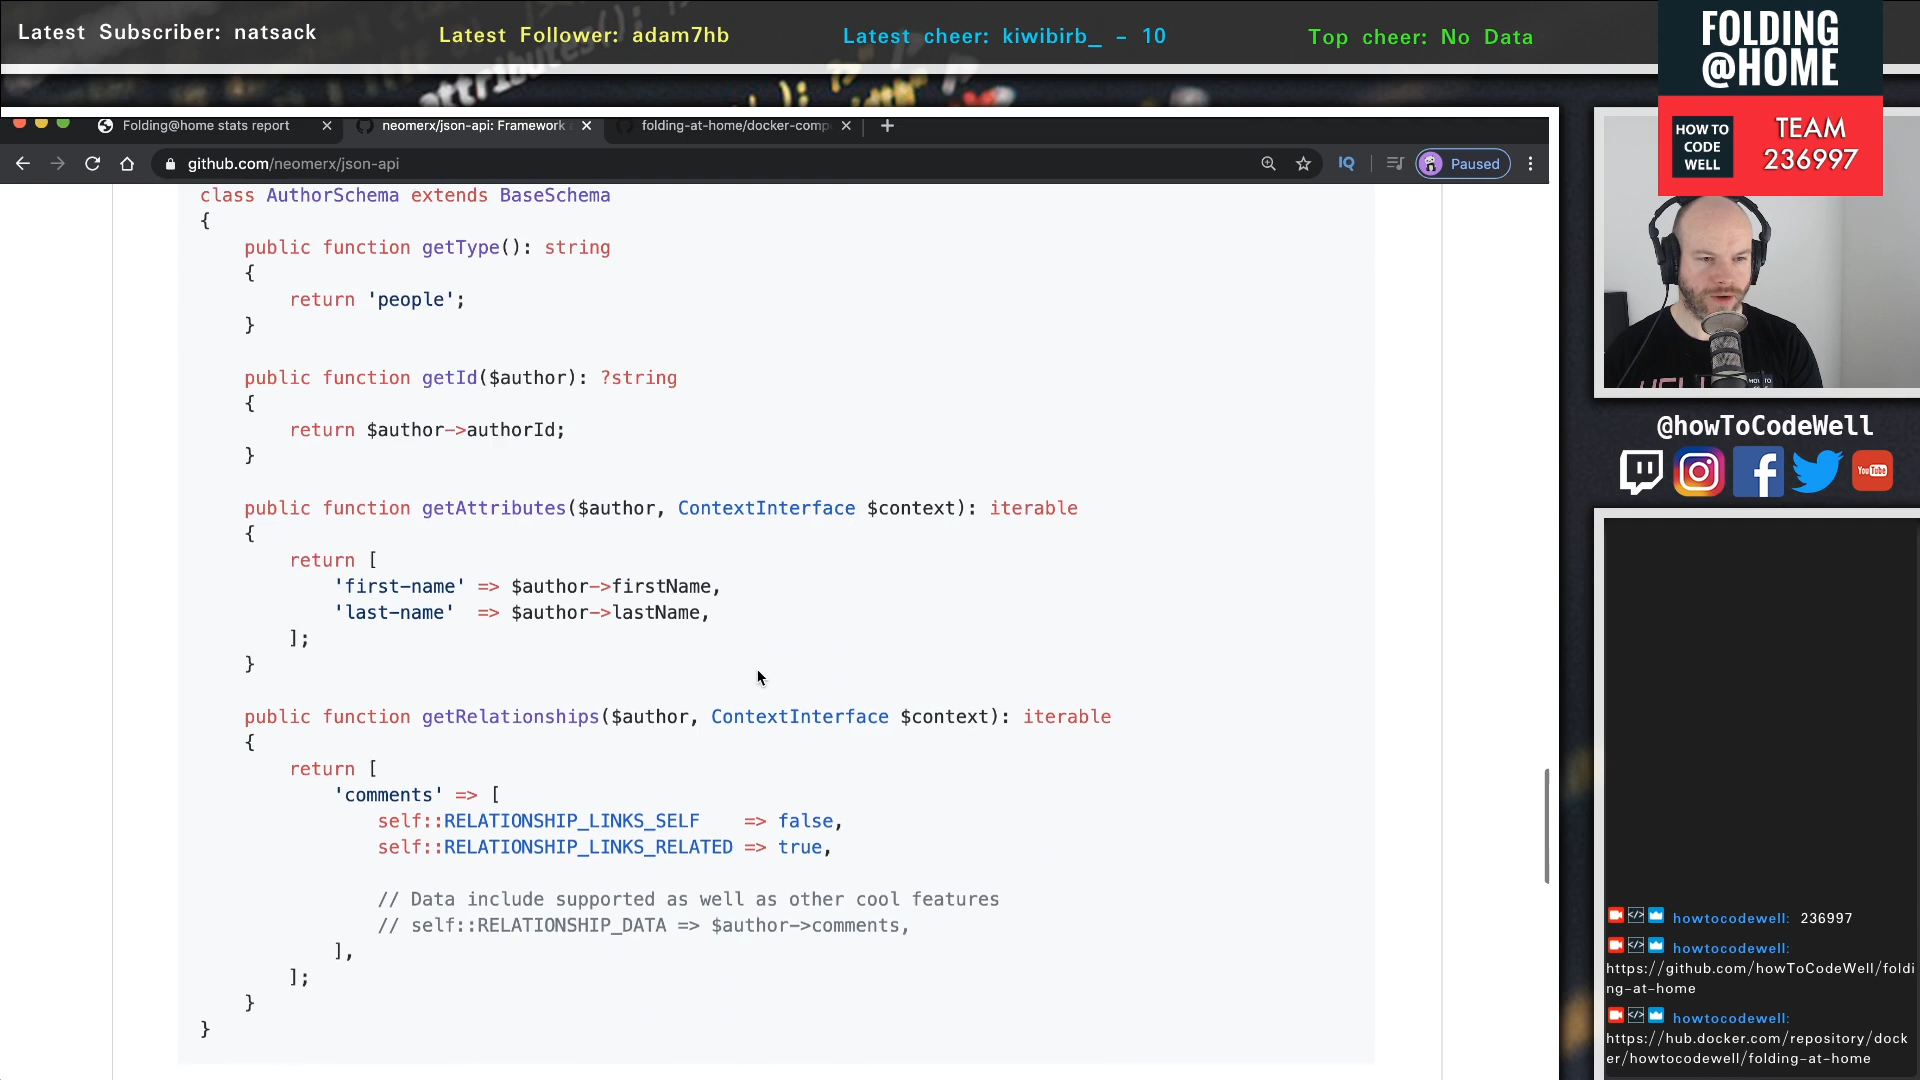 Latest Subscriber: natsack
Latest Follower: adam7hb
Latest cheer: kiwibirb_ - 10
Top cheer: No Data
FOLDING
@HOME
HOW TO
CODE
WELL
TEAM
236997
Folding@home stats report
neomerx/json-api: Framework
folding-at-home/docker-comp
github.com/neomerx/json-api
IQ
Paused
class AuthorSchema extends BaseSchema
{
    public function getType(): string
    {
        return 'people';
    }
    public function getId($author): ?string
    {
        return $author->authorId;
    }
    public function getAttributes($author, ContextInterface $context): iterable
    {
        return [
            'first-name' => $author->firstName,
            'last-name'  => $author->lastName,
        ];
    }
    public function getRelationships($author, ContextInterface $context): iterable
    {
        return [
            'comments' => [
                self::RELATIONSHIP_LINKS_SELF    => false,
                self::RELATIONSHIP_LINKS_RELATED => true,
                // Data include supported as well as other cool features
                // self::RELATIONSHIP_DATA => $author->comments,
            ],
        ];
    }
}
@howToCodeWell
You Tube
howtocodewell: 236997
howtocodewell:
https://github.com/howToCodeWell/foldi
ng-at-home
howtocodewell:
https://hub.docker.com/repository/dock
er/howtocodewell/folding-at-home